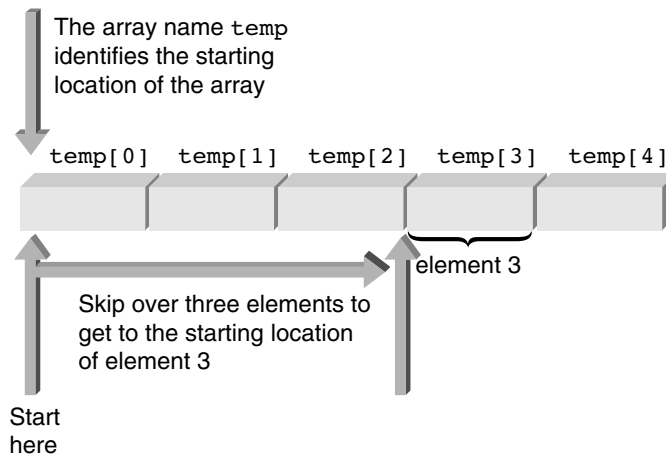 The array name temp
identifies the starting
location of the array
temp[0] temp[1] temp[2] temp[3] temp[4]
element 3
Skip over three elements to
get to the starting location
of element 3
Start
here